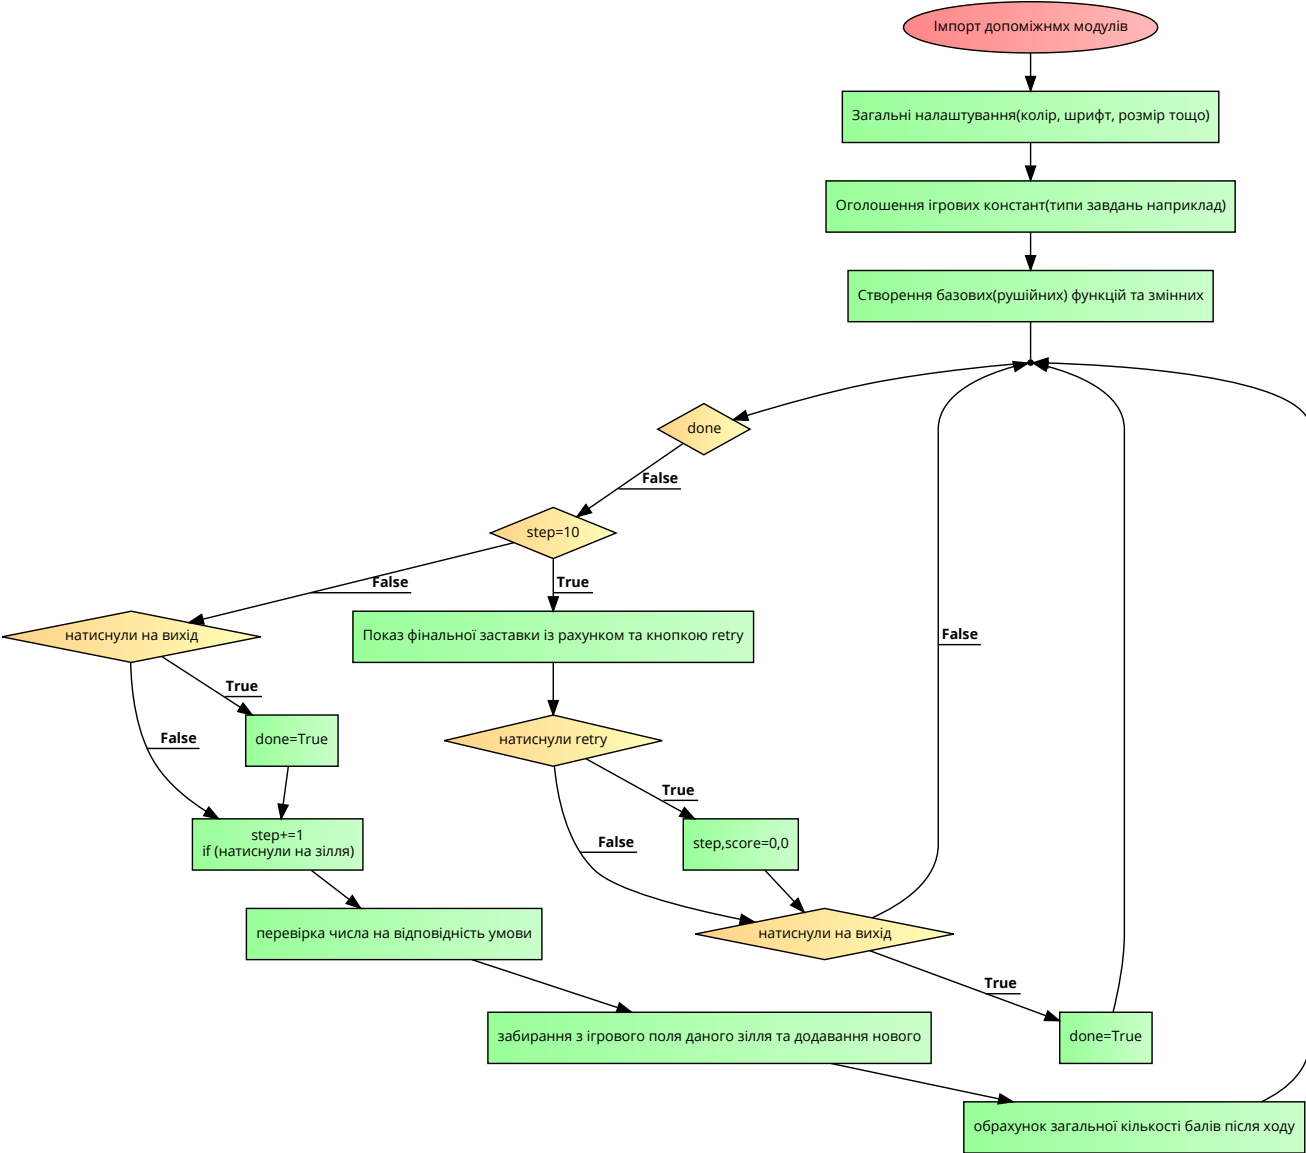 Імпорт допоміжнмх модулів
Загальні налаштування(колір, шрифт, розмір тощо)
Оголошення ігрових констант(типи завдань наприклад)
Створення базових(рушійних) функцій та змінних
done
False
step=10
False
True
натиснули на вихід
Показ фінальної заставки із рахунком та кнопкою retry
False
True
False
done=True
натиснули retry
True
False
step+=1
if (натиснули на зілля)
step,score=0,0
перевірка числа на відповідність умови
натиснули на вихід
True
забирання з ігрового поля даного зілля та додавання нового
done=True
обрахунок загальної кількості балів після ходу